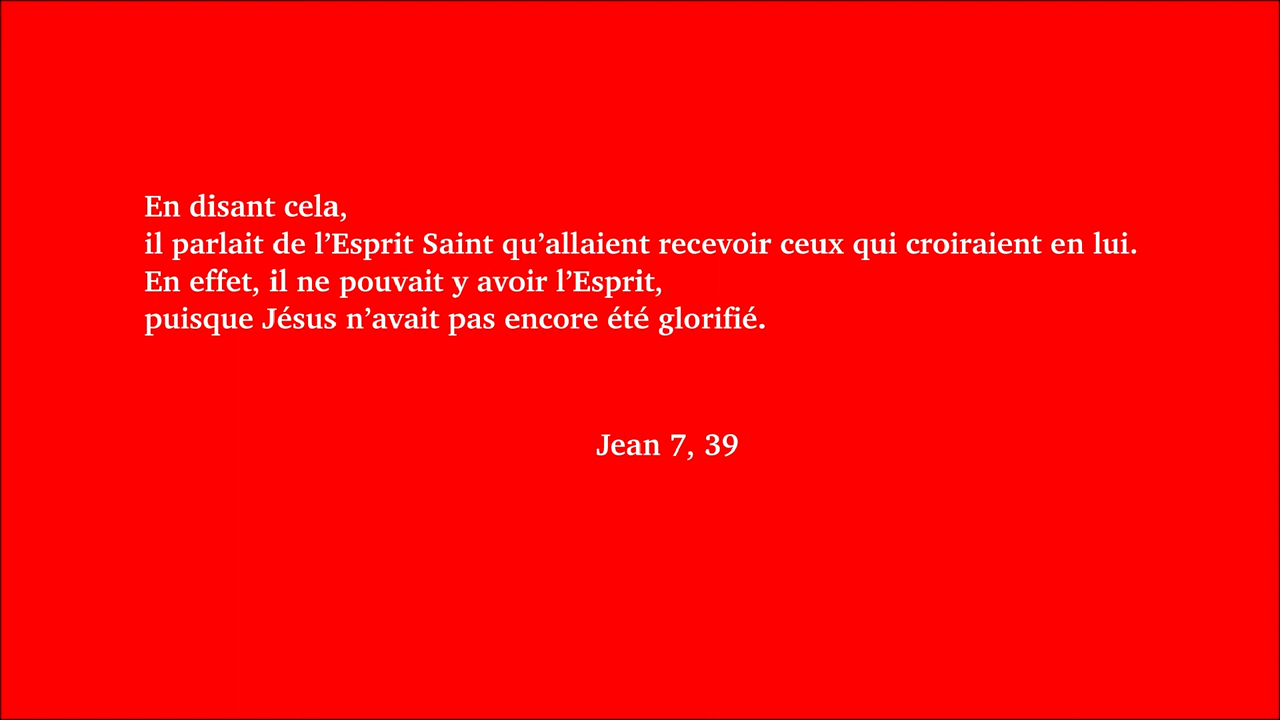 En disant cela,
il parlait de l’Esprit Saint qu’allaient recevoir ceux qui croiraient en lui.
En effet, il ne pouvait y avoir l’Esprit,
puisque Jésus n’avait pas encore été glorifié.
Jean 7, 39